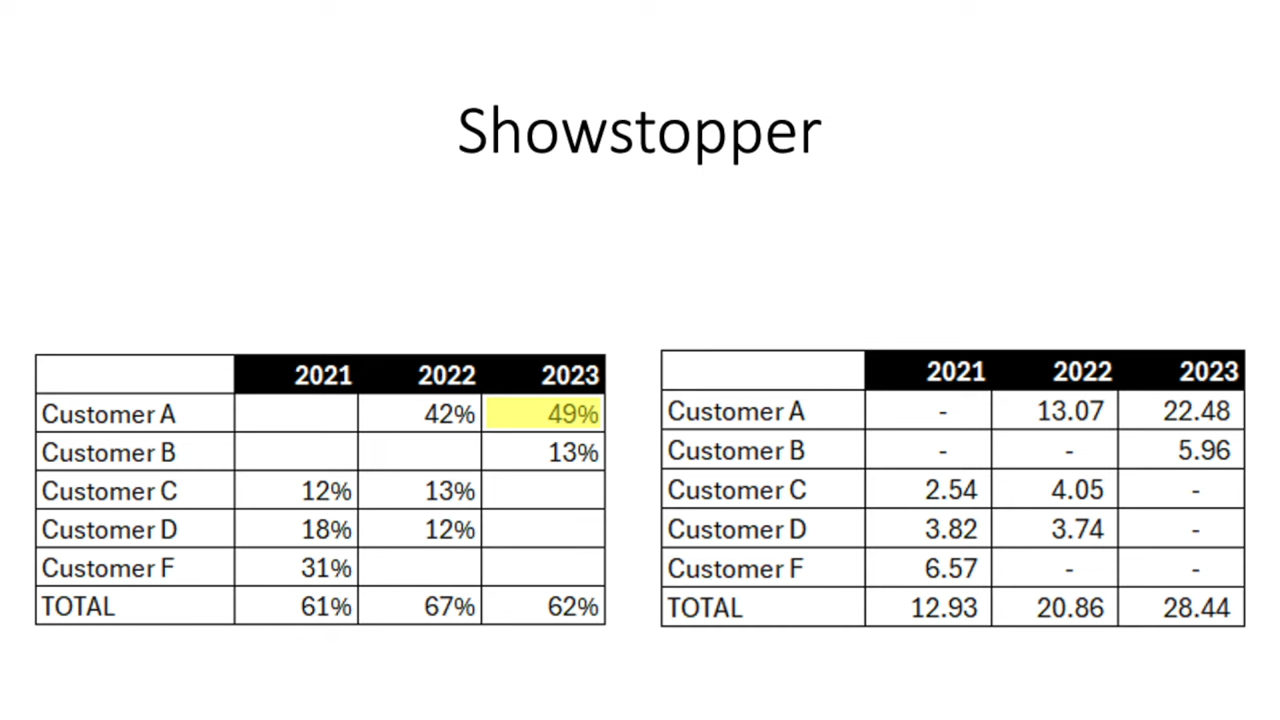 Showstopper
2021 2022 2023
Customer A 42% 49%
Customer B 13%
Customer C 12% 13%
Customer D 18% 12%
Customer F 31%
TOTAL 61% 67% 62%
2021 2022 2023
Customer A - 13.07 22.48
Customer B - - 5.96
Customer C 2.54 4.05 -
Customer D 3.82 3.74 -
Customer F 6.57 - -
TOTAL 12.93 20.86 28.44